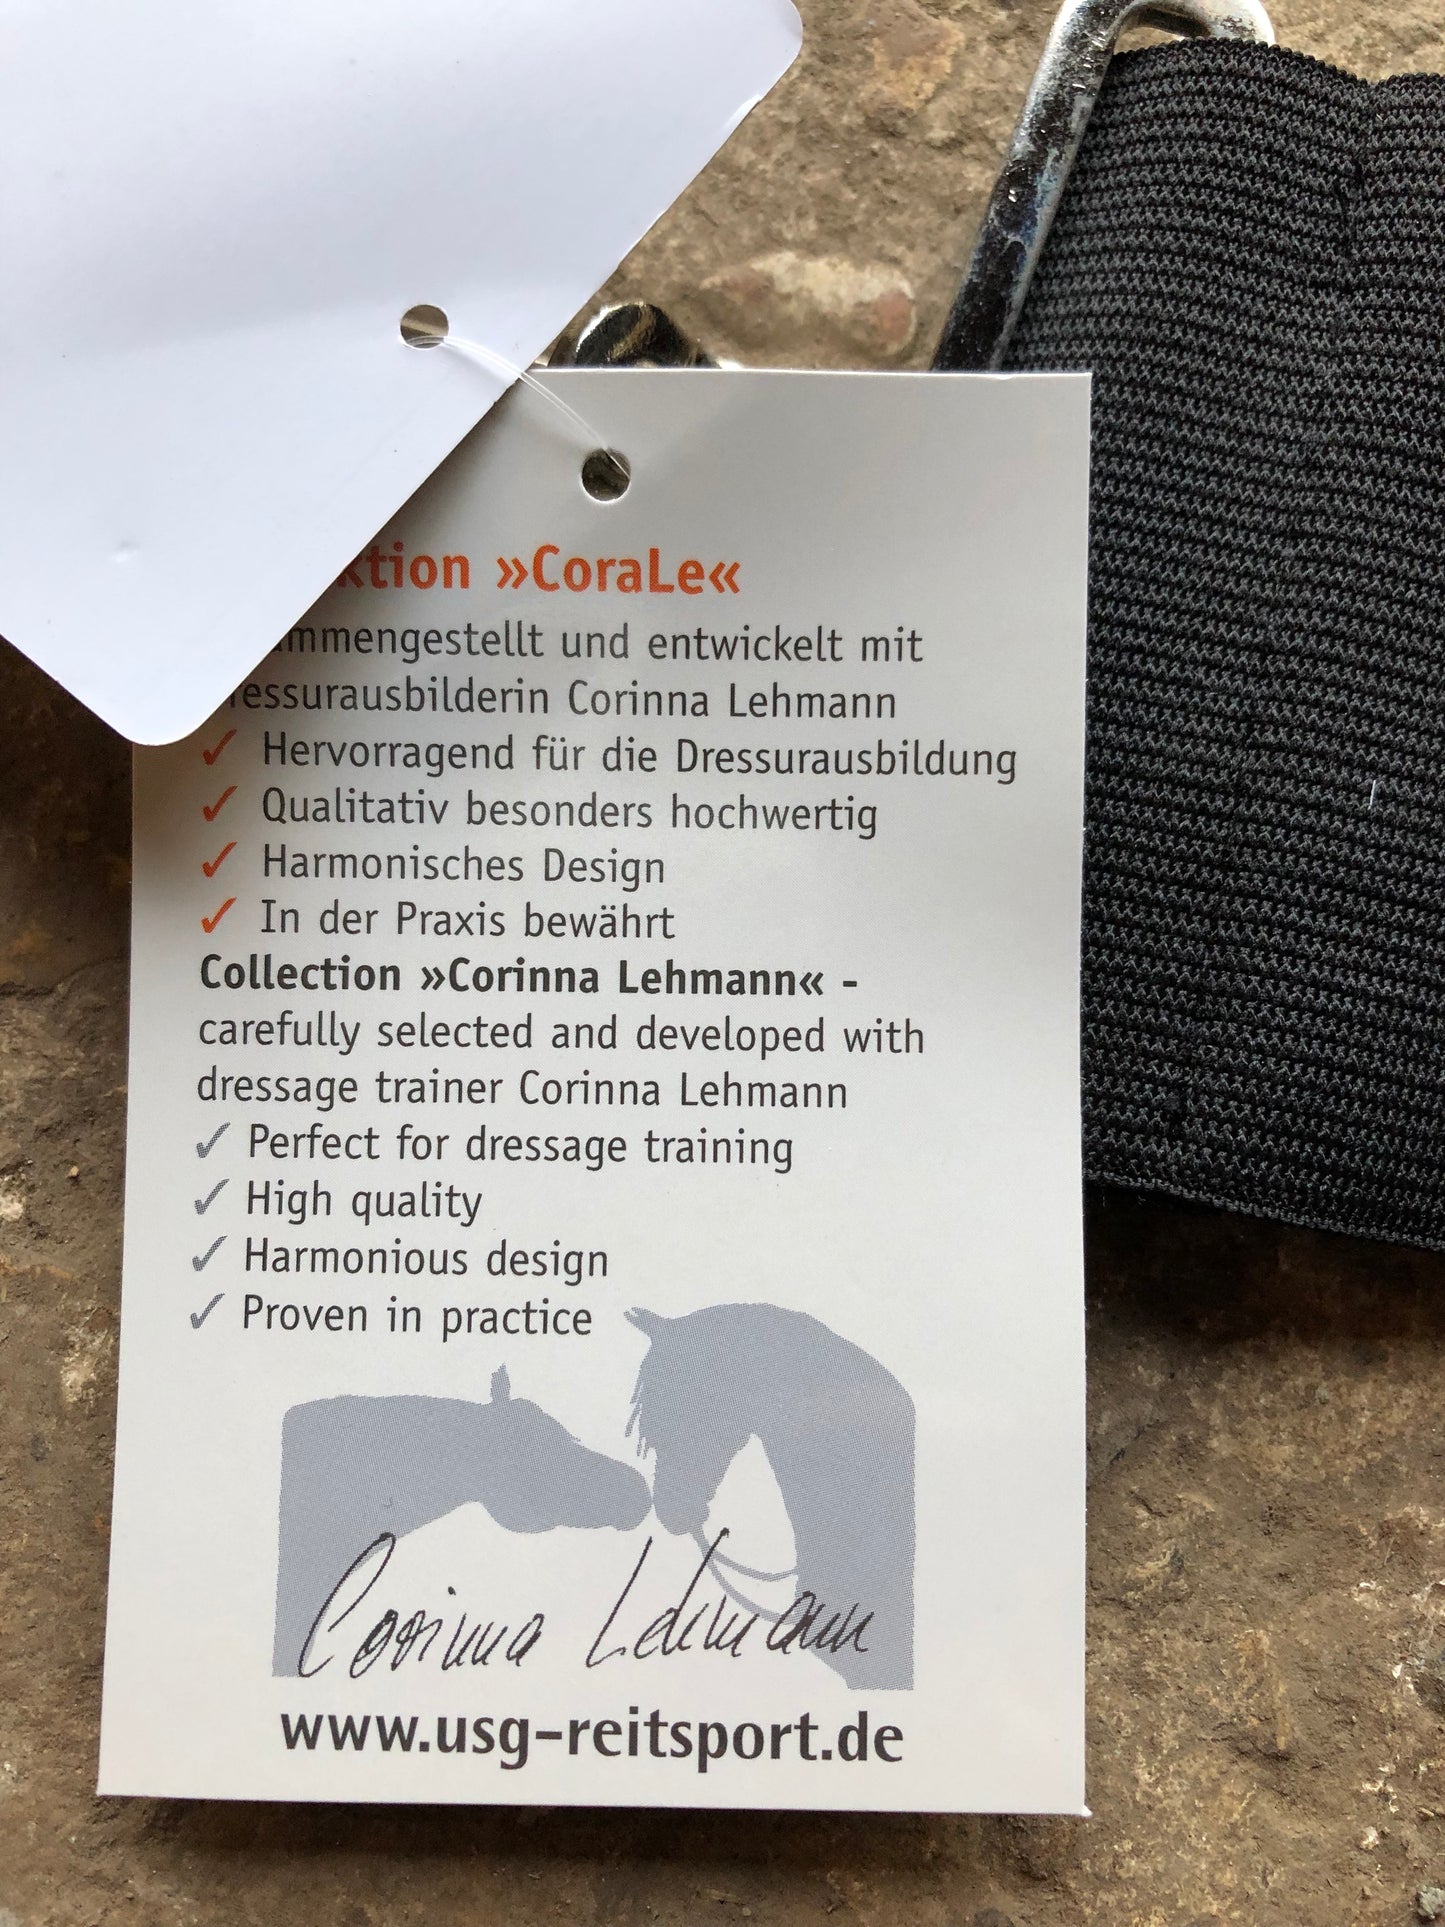 »CoraLe«
und entwickelt mit
Corinna Lehmann
✓ Hervorragend für die Dressurausbildung
✓ Qualitativ besonders hochwertig
✓ Harmonisches Design
✓ In der Praxis bewährt
Collection »Corinna Lehmann« -
carefully selected and developed with
dressage trainer Corinna Lehmann
✓ Perfect for dressage training
✓ High quality
✓ Harmonious design
✓ Proven in practice
Corinna Lehmann
www.usg-reitsport.de